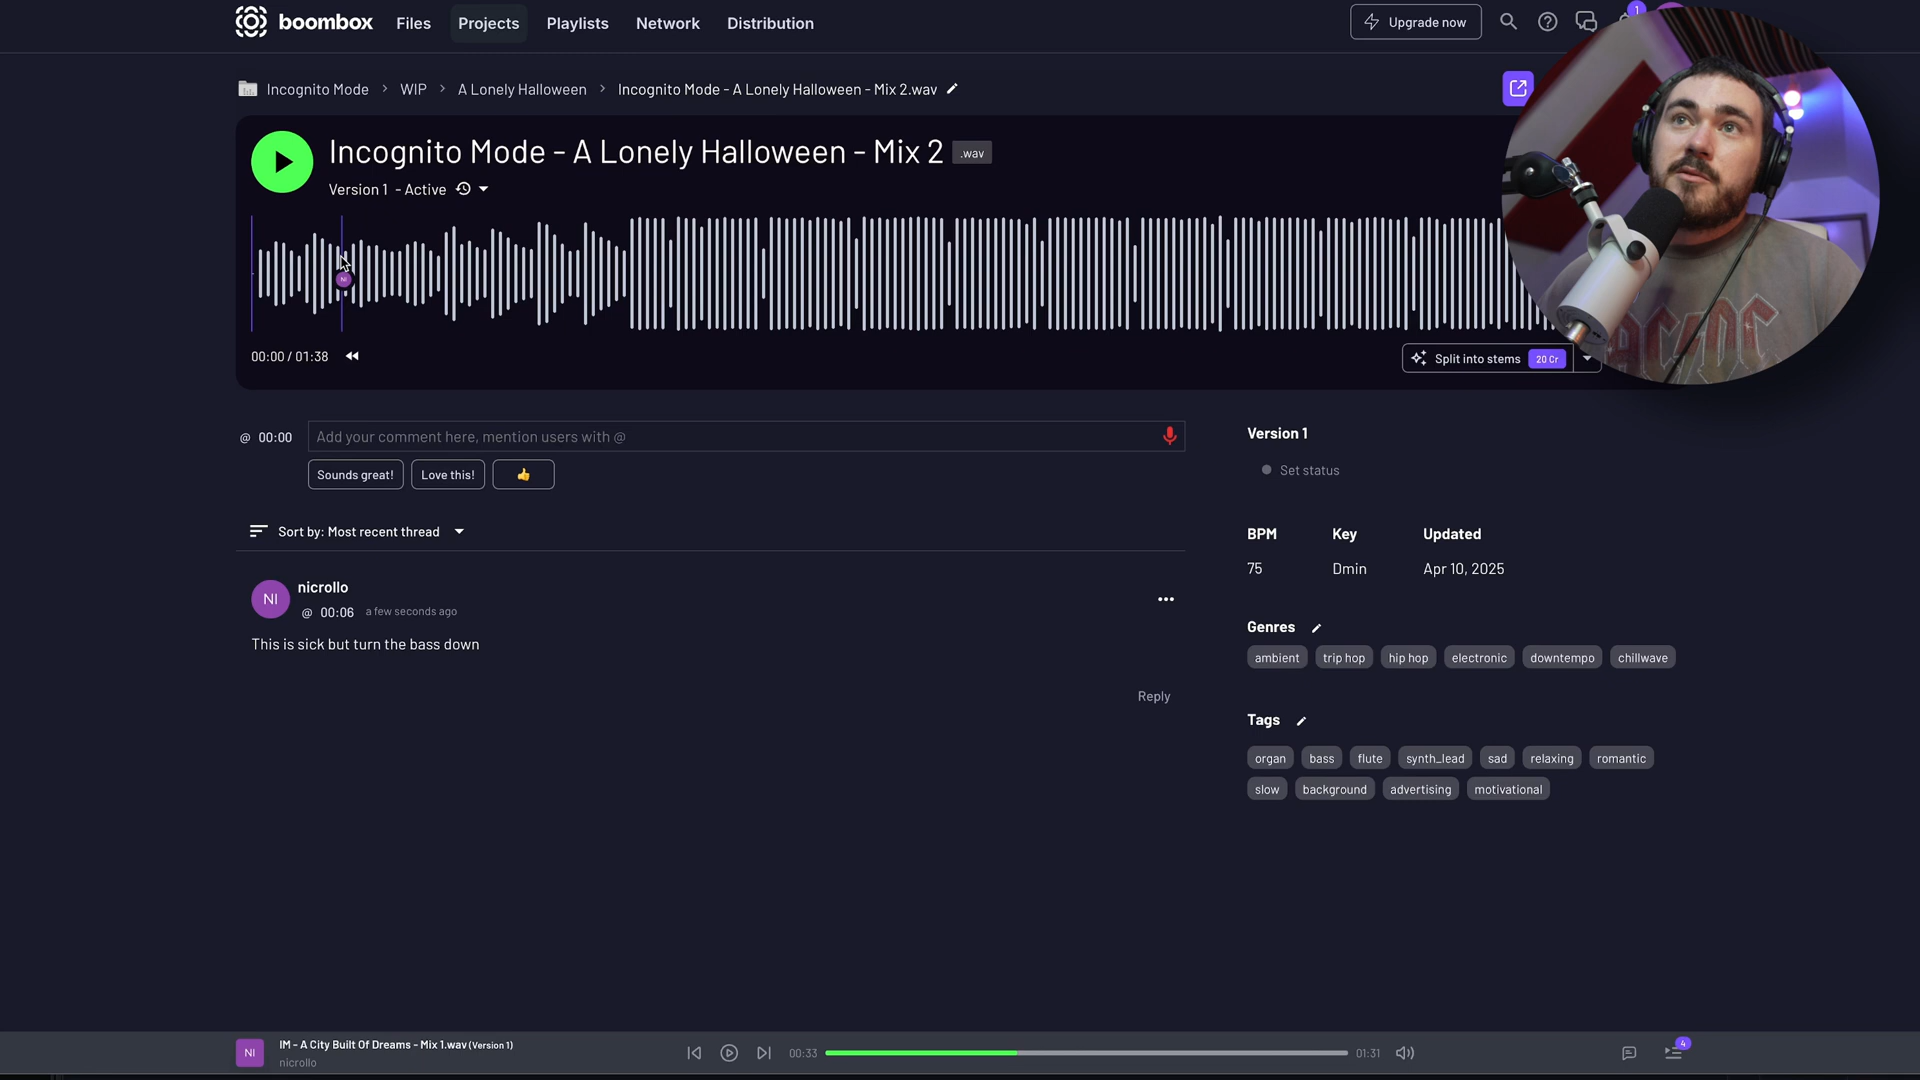 boombox Files Projects Playlists Network Distribution Upgrade now 1
Incognito Mode > WIP > A Lonely Halloween > Incognito Mode - A Lonely Halloween - Mix 2.wav
Incognito Mode - A Lonely Halloween - Mix 2 .wav
Version 1 - Active
NI
00:00 / 01:38
Split into stems 20 Cr
AC/DC
@ 00:00 Add your comment here, mention users with @
Sounds great! Love this! 👍
Sort by: Most recent thread
NI
nicrollo
@ 00:06 a few seconds ago
This is sick but turn the bass down
Reply
Version 1
Set status
BPM Key Updated
75 Dmin Apr 10, 2025
Genres
ambient trip hop hip hop electronic downtempo chillwave
Tags
organ bass flute synth_lead sad relaxing romantic
slow background advertising motivational
NI
IM - A City Built Of Dreams - Mix 1.wav (Version 1)
nicrollo
00:33 01:31
4